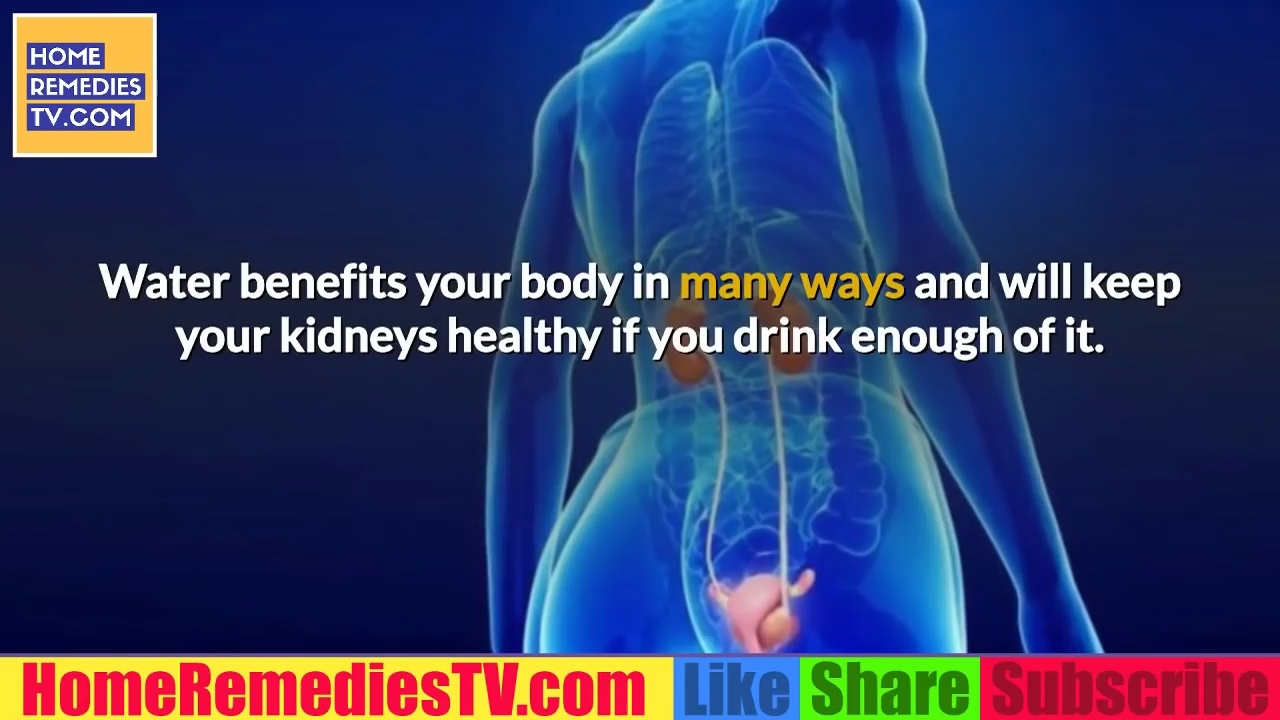 HOME
REMEDIES
TV.COM
Water benefits your body in many ways and will keep
your kidneys healthy if you drink enough of it.
HomeRemediesTV.com Like Share Subscribe